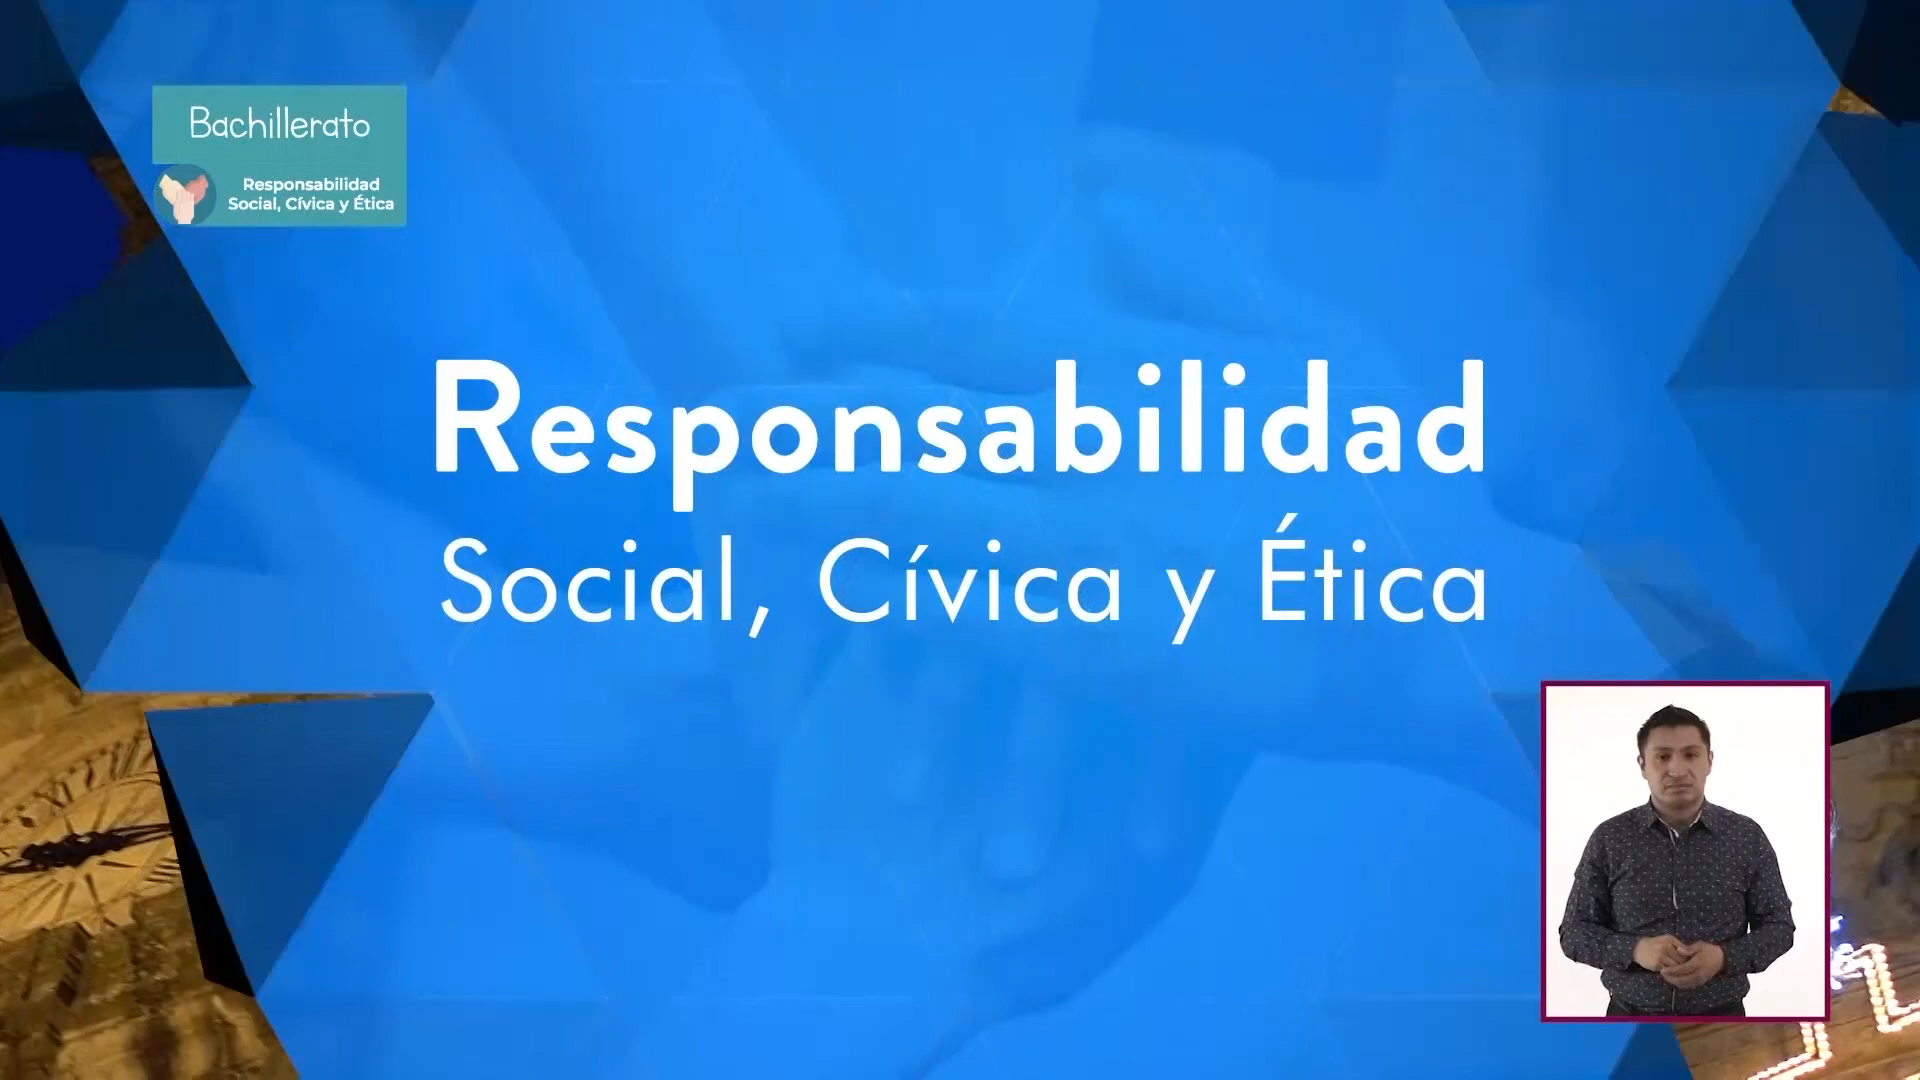 Bachillerato
Responsabilidad
Social, Cívica y Ética
Responsabilidad
Social, Cívica y Ética